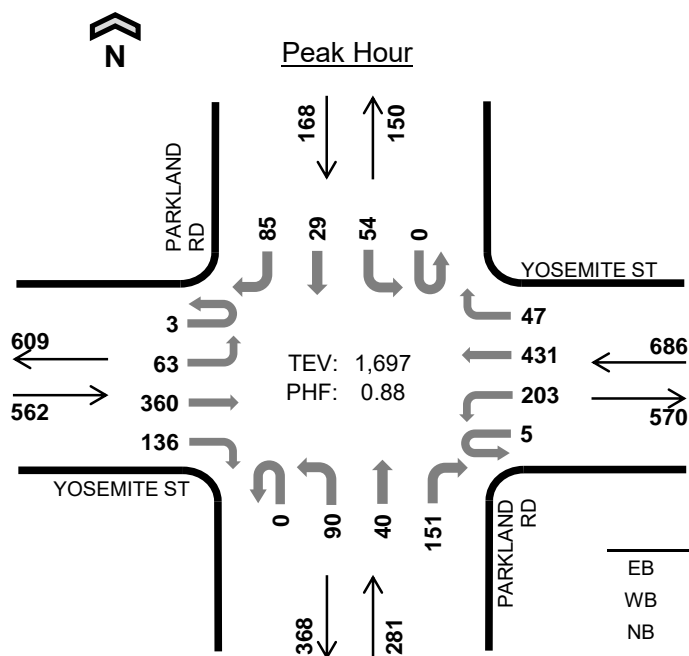 N
Peak Hour
168
150
PARKLAND
RD
85
29
54
0
YOSEMITE ST
3
47
609
63
TEV: 1,697
431
686
562
360
PHF: 0.88
203
570
136
5
YOSEMITE ST
0
90
40
151
PARKLAND
RD
368
281
EB
WB
NB